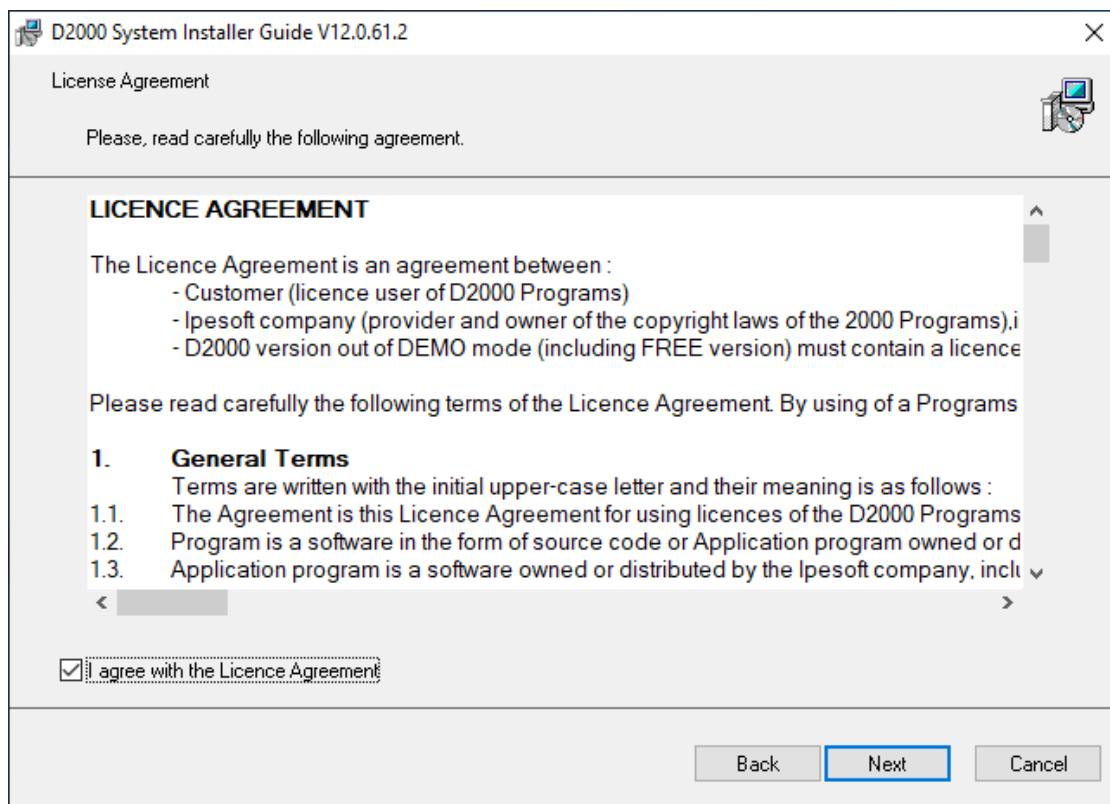 D2000 System Installer Guide V12.0.61.2
License Agreement
Please, read carefully the following agreement.
LICENCE AGREEMENT
The Licence Agreement is an agreement between :
- Customer (licence user of D2000 Programs)
- Ipesoft company (provider and owner of the copyright laws of the 2000 Programs),i
- D2000 version out of DEMO mode (including FREE version) must contain a licence
Please read carefully the following terms of the Licence Agreement. By using of a Programs
1. General Terms
Terms are written with the initial upper-case letter and their meaning is as follows :
1.1. The Agreement is this Licence Agreement for using licences of the D2000 Programs
1.2. Program is a software in the form of source code or Application program owned or d
1.3. Application program is a software owned or distributed by the Ipesoft company, inclu
I agree with the Licence Agreement
Back Next Cancel